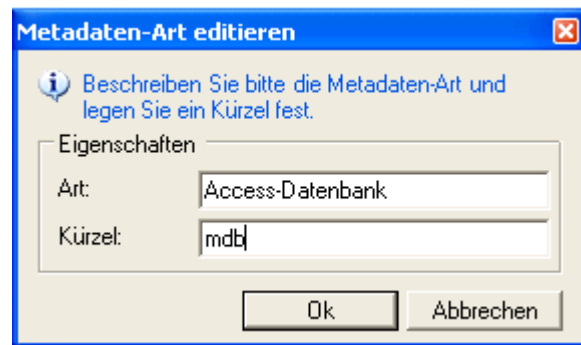 Metadaten-Art editieren
Beschreiben Sie bitte die Metadaten-Art und
legen Sie ein Kürzel fest.
Eigenschaften
Art: Access-Datenbank
Kürzel: mdb
Ok Abbrechen